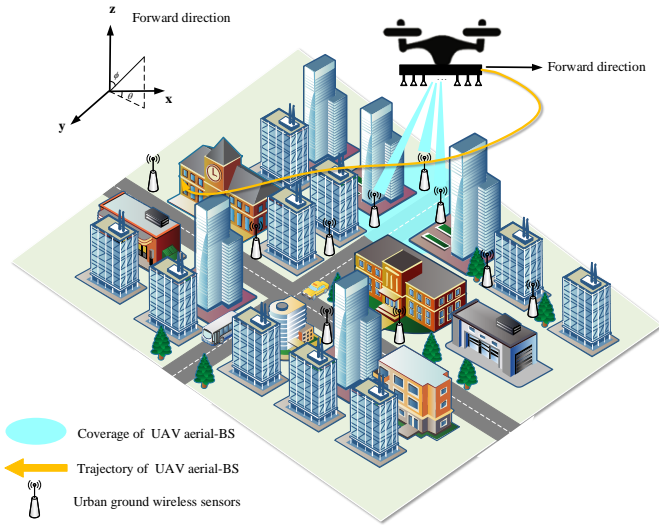 Forward direction
z
φ
θ
x
y
Forward direction
...
Coverage of UAV aerial-BS
Trajectory of UAV aerial-BS
Urban ground wireless sensors